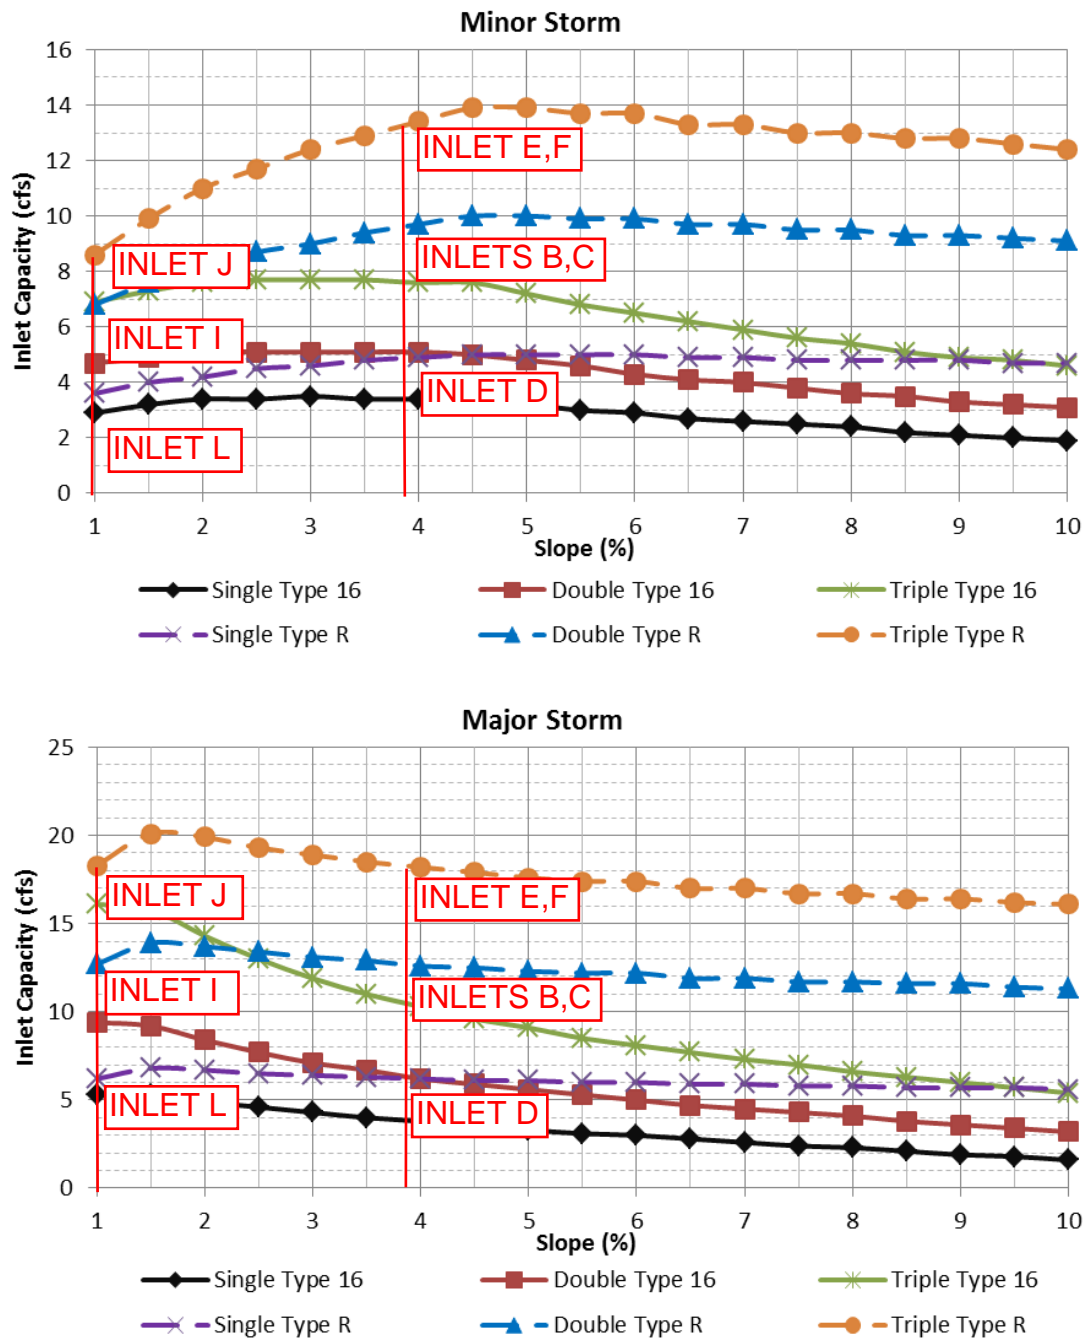 Minor Storm
16
14
12
10
8
6
4
2
0
Inlet Capacity (cfs)
INLET E,F
INLET J
INLETS B,C
INLET I
INLET D
INLET L
1 2 3 4 5 6 7 8 9 10
Slope (%)
Single Type 16 Double Type 16 Triple Type 16
Single Type R Double Type R Triple Type R
Major Storm
25
20
15
10
5
0
Inlet Capacity (cfs)
INLET J INLET E,F
INLET I INLETS B,C
INLET L INLET D
1 2 3 4 5 6 7 8 9 10
Slope (%)
Single Type 16 Double Type 16 Triple Type 16
Single Type R Double Type R Triple Type R